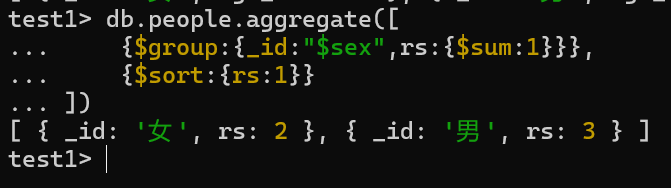 test1> db.people.aggregate([
...     {$group:{_id:"$sex",rs:{$sum:1}}},
...     {$sort:{rs:1}}
... ])
[ { _id: '女', rs: 2 }, { _id: '男', rs: 3 } ]
test1>